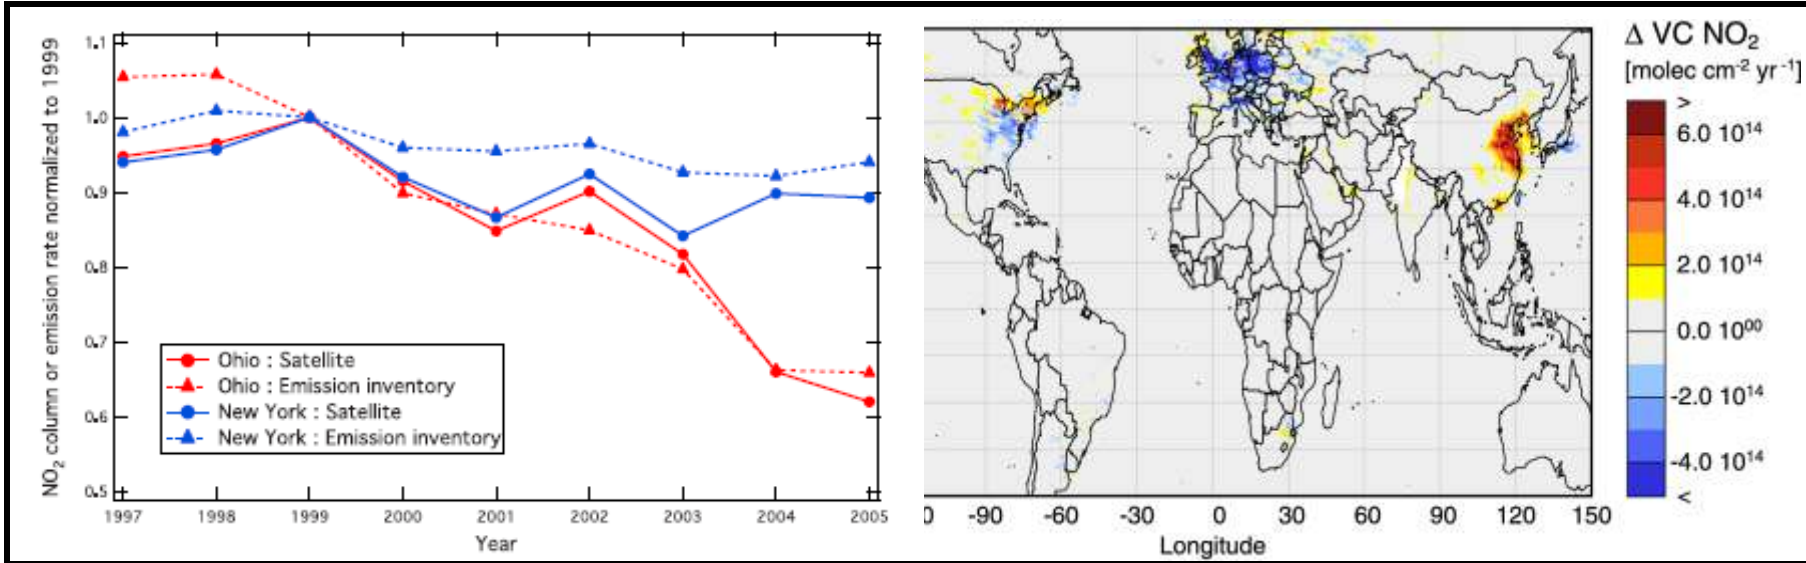 NO2 column or emission rate normalized to 1999
1.1
1.0
0.9
0.8
0.7
0.6
0.5
Ohio : Satellite
Ohio : Emission inventory
New York : Satellite
New York : Emission inventory
1997 1998 1999 2000 2001 2002 2003 2004 2005
Year
0 -90 -60 -30 0 30 60 90 120 150
Longitude
Δ VC NO2
[molec cm-2 yr-1]
>
6.0 10^14
4.0 10^14
2.0 10^14
0.0 10^00
-2.0 10^14
-4.0 10^14
<